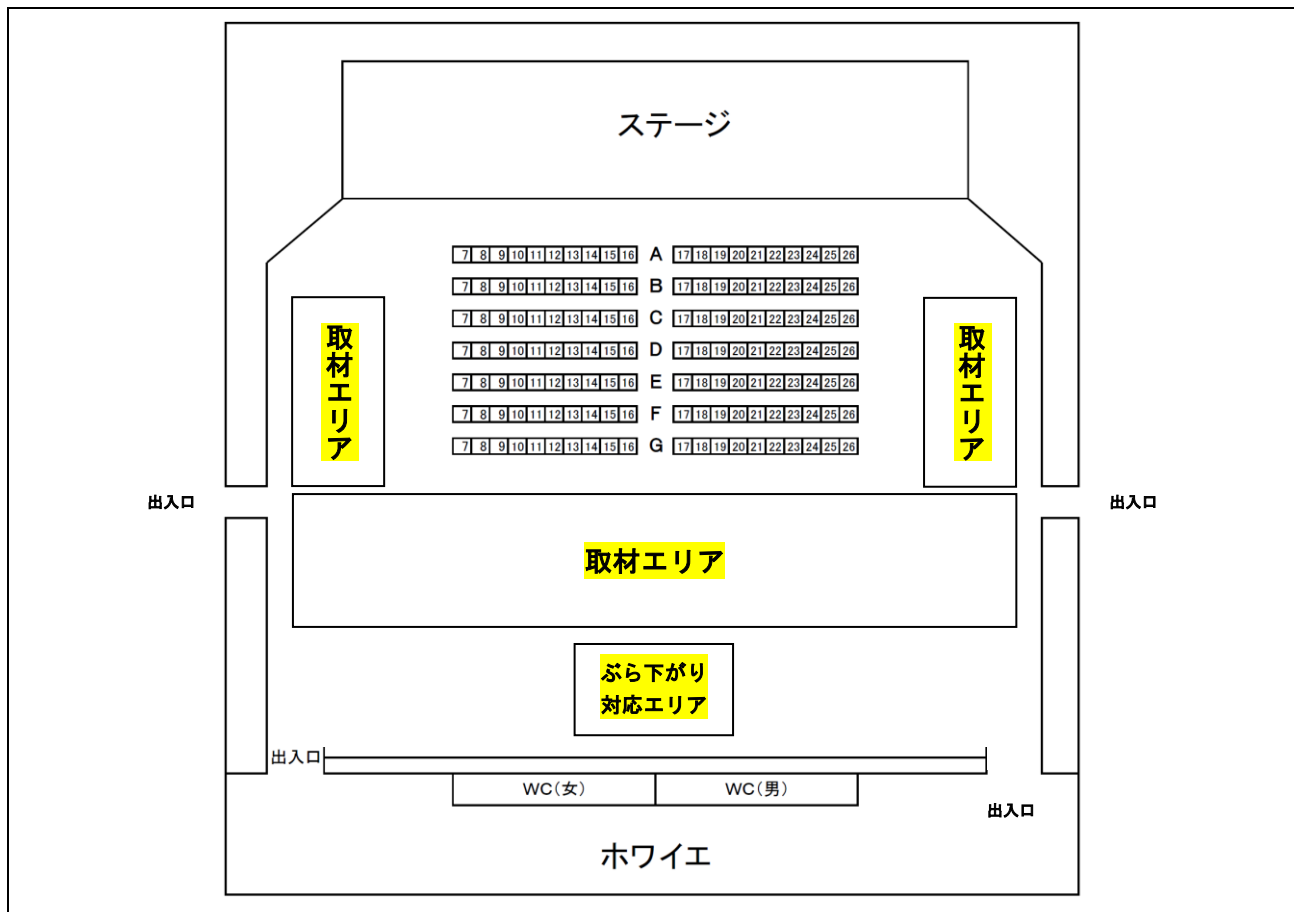 ステージ
7 8 9 10 11 12 13 14 15 16 A 17 18 19 20 21 22 23 24 25 26
7 8 9 10 11 12 13 14 15 16 B 17 18 19 20 21 22 23 24 25 26
7 8 9 10 11 12 13 14 15 16 C 17 18 19 20 21 22 23 24 25 26
7 8 9 10 11 12 13 14 15 16 D 17 18 19 20 21 22 23 24 25 26
7 8 9 10 11 12 13 14 15 16 E 17 18 19 20 21 22 23 24 25 26
7 8 9 10 11 12 13 14 15 16 F 17 18 19 20 21 22 23 24 25 26
7 8 9 10 11 12 13 14 15 16 G 17 18 19 20 21 22 23 24 25 26
取材エリア
取材エリア
出入口
出入口
取材エリア
ぶら下がり
対応エリア
出入口
WC(女)
WC(男)
出入口
ホワイエ